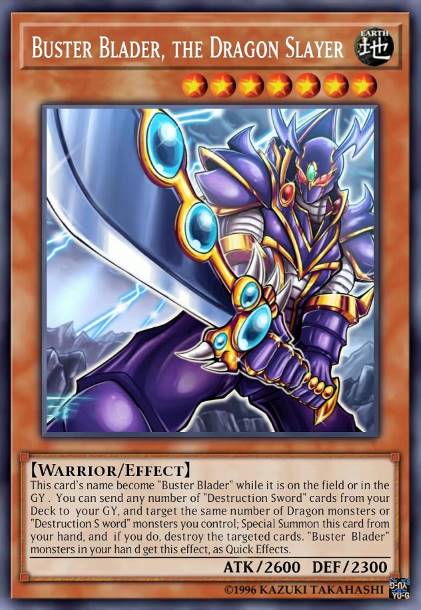 BUSTER BLADER, THE DRAGON SLAYER
EARTH
地
[WARRIOR/EFFECT]
This card's name become "Buster Blader" while it is on the field or in the
GY . You can send any number of "Destruction Sword" cards from your
Deck to your GY, and target the same number of Dragon monsters or
"Destruction S word" monsters you control; Special Summon this card from
your hand, and if you do, destroy the targeted cards. "Buster Blader"
monsters in your han d get this effect, as Quick Effects.
ATK/2600 DEF/2300
©1996 KAZUKI TAKAHASHI